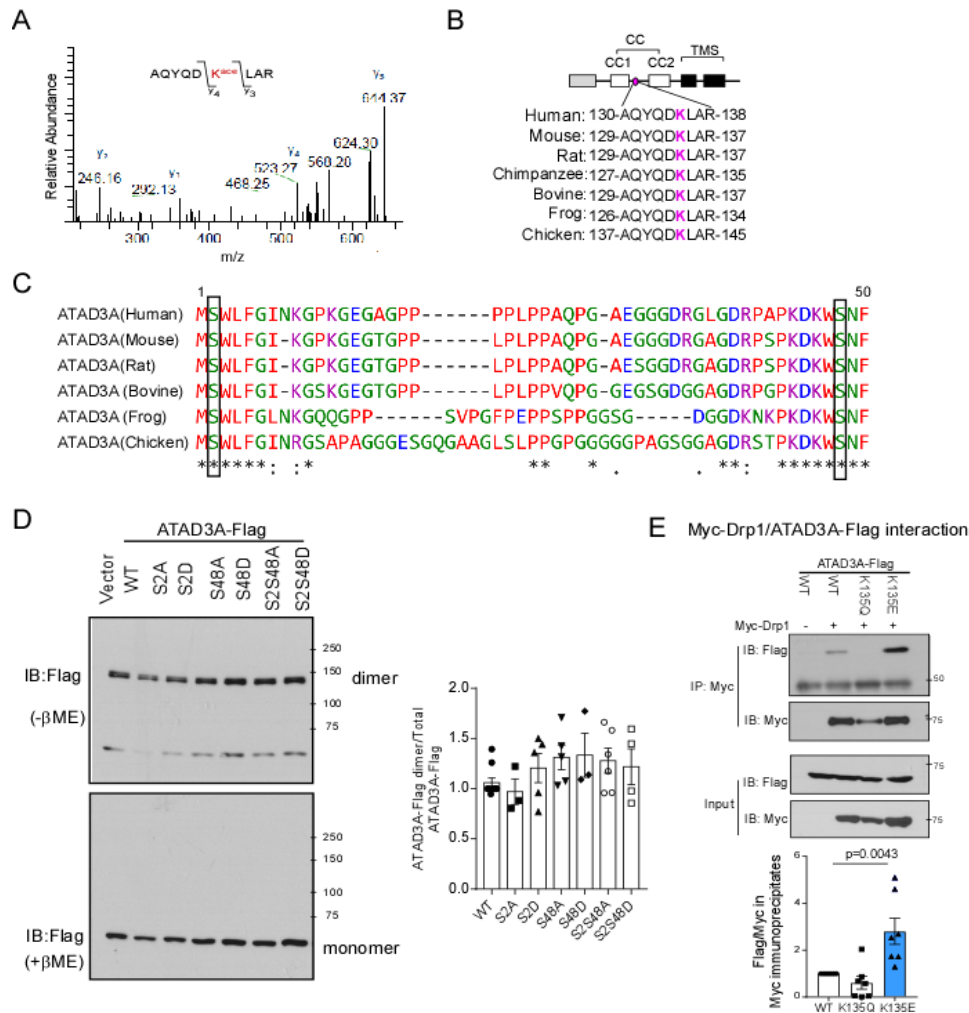 A
AQYQD Kace LAR
y4 y3
y5
644.37
624.30
y4
523.27 568.28
y2
246.16
y1
292.13
468.25
Relative Abundance
300 400 500 600
m/z
B
CC
CC1 CC2 TMS
Human: 130-AQYQDKLAR-138
Mouse: 129-AQYQDKLAR-137
Rat: 129-AQYQDKLAR-137
Chimpanzee: 127-AQYQDKLAR-135
Bovine: 129-AQYQDKLAR-137
Frog: 126-AQYQDKLAR-134
Chicken: 137-AQYQDKLAR-145
C
1 50
ATAD3A(Human) MSWLFGINKGPKGEGAGPP------PPLPPAQPG-AEGGGDRGLGDRPAPKDKWSNF
ATAD3A(Mouse) MSWLFGI-KGPKGEGTGPP------LPLPPAQPG-AEGGGDRGAGDRPSPKDKWSNF
ATAD3A(Rat) MSWLFGI-KGPKGEGTGPP------LPLPPAQPG-AESGGDRGAGDRPSPKDKWSNF
ATAD3A (Bovine) MSWLFGI-KGSKGEGTGPP------LPLPPVQPG-GEGSGDGGAGDRPGPKDKWSNF
ATAD3A (Frog) MSWLFGLNKGQQGPP------SVPGFPEPPSPPGGSG-----DGGDKNKPKDKWSNF
ATAD3A(Chicken) MSWLFGINRGSAPAGGGESGQGAAGLSLPPGPGGGGGPAGSGGAGDRSTPKDKWSNF
****** : : * ** * . . ** : ********
D
ATAD3A-Flag
Vector WT S2A S2D S48A S48D S2S48A S2S48D
250
IB:Flag 150 dimer
(-βME) 100
75
250
150
100
75
IB:Flag monomer
(+βME)
ATAD3A-Flag dimer/Total
ATAD3A-Flag
2.0
1.5
1.0
0.5
0.0
WT S2A S2D S48A S48D S2S48A S2S48D
E Myc-Drp1/ATAD3A-Flag interaction
ATAD3A-Flag
WT WT K135Q K135E
Myc-Drp1 - + + +
IB: Flag
IP: Myc 50
IB: Myc 75
75
IB: Flag
Input
IB: Myc 75
p=0.0043
Flag/Myc in
Myc immunoprecipitates
6
4
2
0
WT K135Q K135E